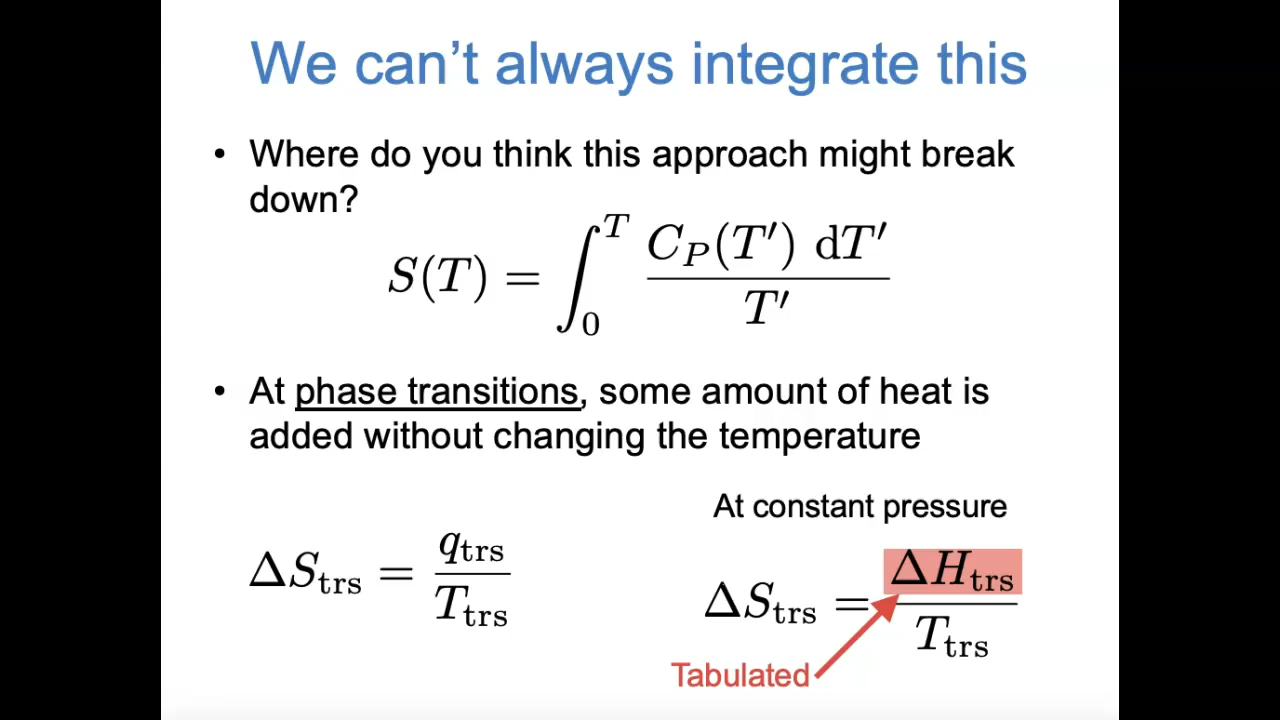 We can't always integrate this
• Where do you think this approach might break
down?
S(T) = ∫₀ᵀ C_P(T′) dT′ / T′
• At phase transitions, some amount of heat is
added without changing the temperature
At constant pressure
ΔS_trs = q_trs / T_trs
ΔS_trs = ΔH_trs / T_trs
Tabulated